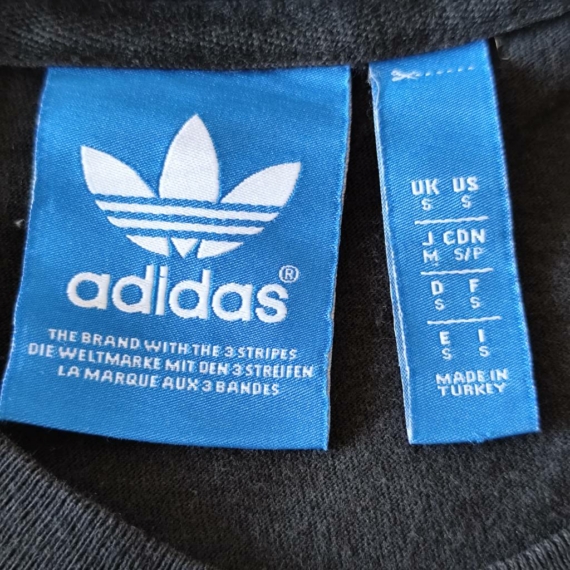 adidas®
THE BRAND WITH THE 3 STRIPES
DIE WELTMARKE MIT DEN 3 STREIFEN
LA MARQUE AUX 3 BANDES
UK US
S S
J CDN
M S/P
D F
S S
E I
S S
MADE IN
TURKEY